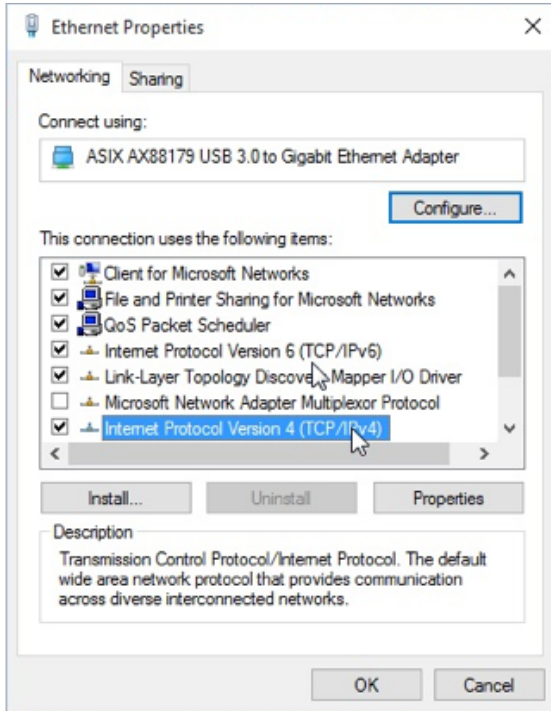 Ethernet Properties
Networking Sharing
Connect using:
ASIX AX88179 USB 3.0 to Gigabit Ethernet Adapter
Configure...
This connection uses the following items:
Client for Microsoft Networks
File and Printer Sharing for Microsoft Networks
QoS Packet Scheduler
Internet Protocol Version 6 (TCP/IPv6)
Link-Layer Topology Discovery Mapper I/O Driver
Microsoft Network Adapter Multiplexor Protocol
Internet Protocol Version 4 (TCP/IPv4)
Install... Uninstall Properties
Description
Transmission Control Protocol/Internet Protocol. The default
wide area network protocol that provides communication
across diverse interconnected networks.
OK Cancel